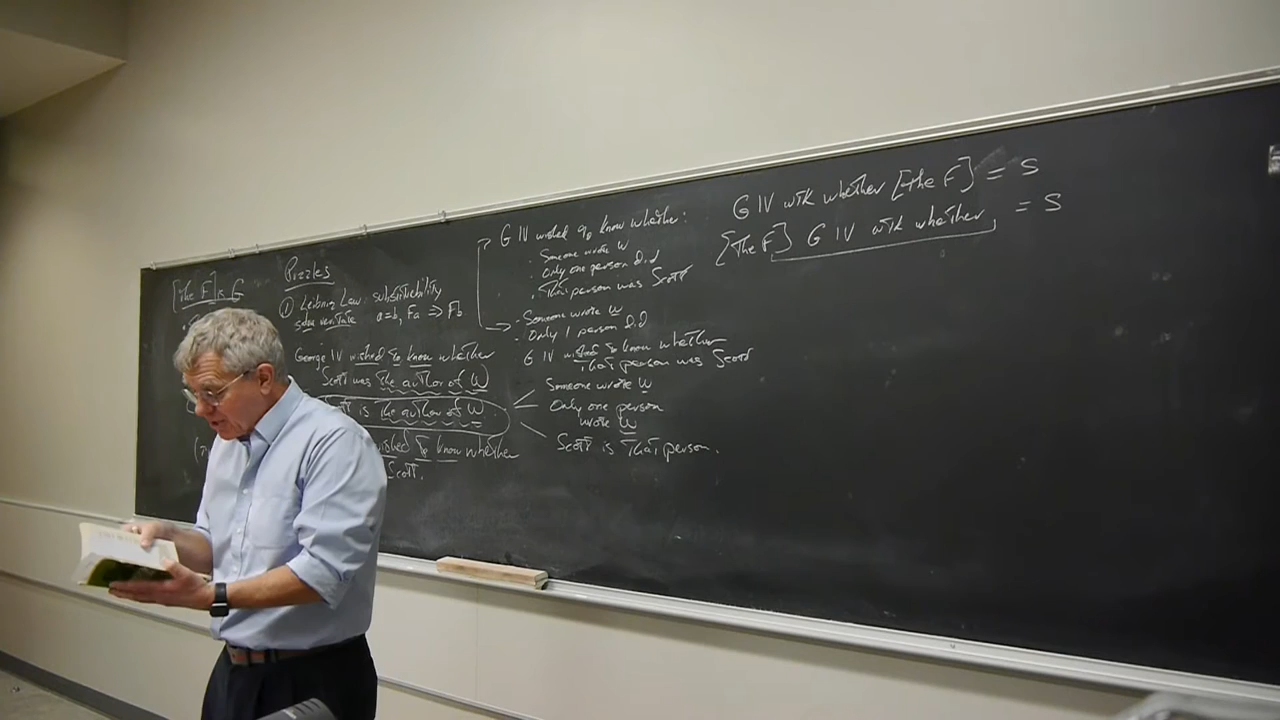 [The F] is G
Puzzles
① Leibniz Law: substitutability
salva veritate a=b, Fa ⇒ Fb
George IV wished to know whether
Scott was the author of W
is the author of W
wished to know whether
Scott.
G IV wished to know whether:
. Someone wrote W
. Only one person did
. That person was Scott
. Someone wrote W
. Only 1 person did
G IV wished to know whether
That person was Scott
Someone wrote W
Only one person
wrote W
Scott is that person.
G IV wtk whether [the F] = S
[The F] G IV wtk whether = S